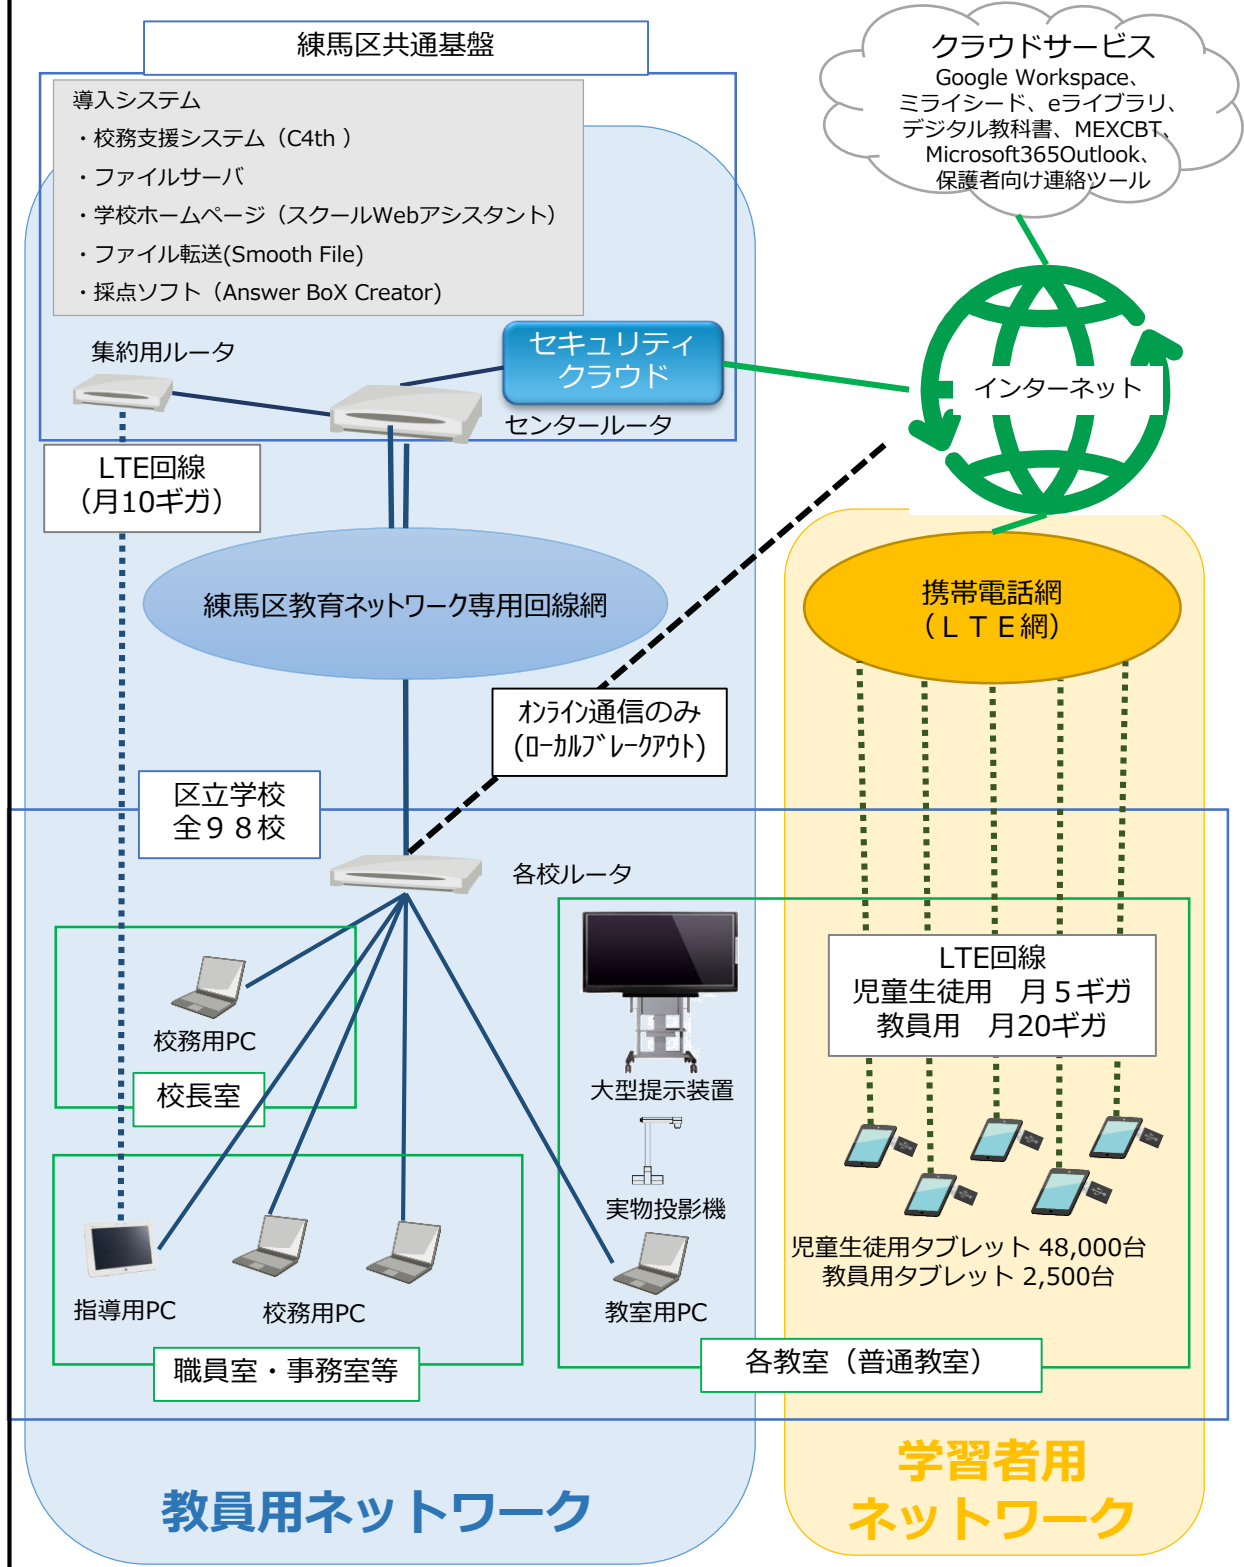 練馬区共通基盤
導入システム
・校務支援システム（C4th ）
・ファイルサーバ
・学校ホームページ（スクールWebアシスタント）
・ファイル転送(Smooth File)
・採点ソフト（Answer BoX Creator)
クラウドサービス
Google Workspace、
ミライシード、eライブラリ、
デジタル教科書、MEXCBT、
Microsoft365Outlook、
保護者向け連絡ツール
集約用ルータ
セキュリティ
クラウド
センタールータ
インターネット
LTE回線
（月10ギガ）
練馬区教育ネットワーク専用回線網
携帯電話網
（ＬＴＥ網）
ｵﾝﾗｲﾝ通信のみ
(ﾛｰｶﾙﾌﾞﾚｰｸｱｳﾄ)
区立学校
全９８校
各校ルータ
校務用PC
校長室
大型提示装置
実物投影機
教室用PC
LTE回線
児童生徒用　月５ギガ
教員用　月20ギガ
児童生徒用タブレット 48,000台
教員用タブレット 2,500台
指導用PC
校務用PC
職員室・事務室等
各教室（普通教室）
教員用ネットワーク
学習者用
ネットワーク